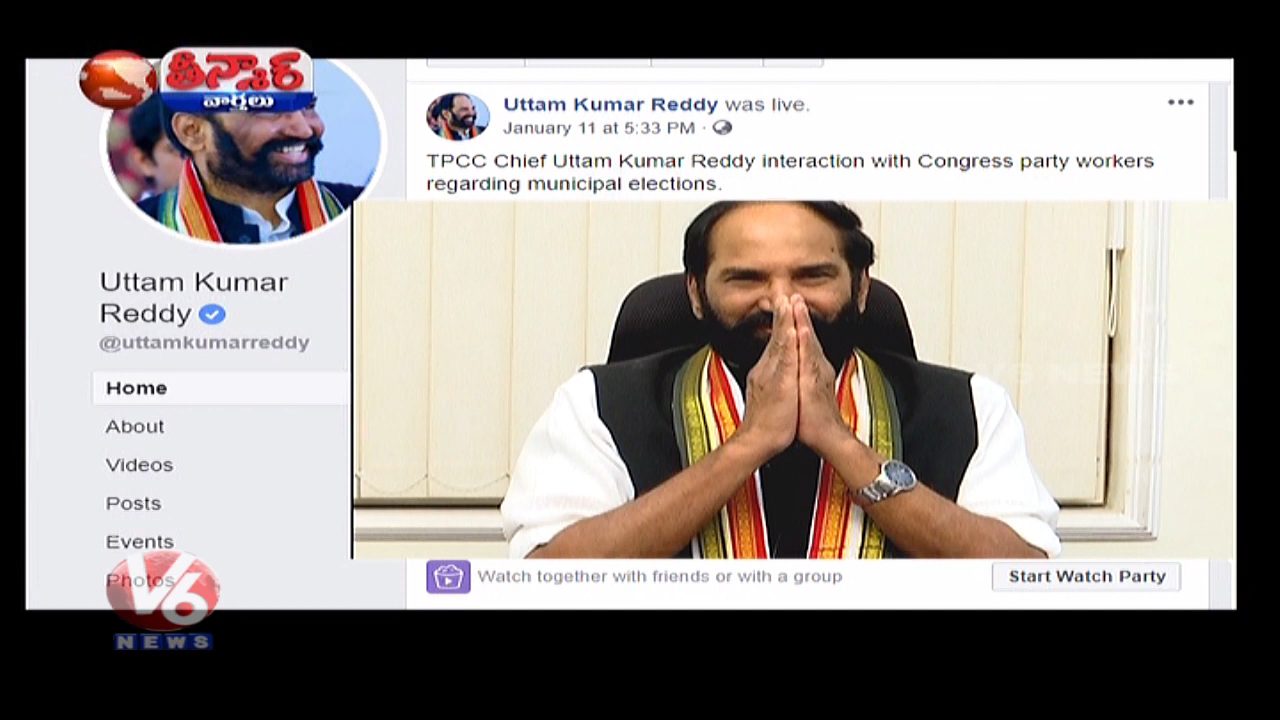 తీన్మార్
వార్తలు
Uttam Kumar Reddy was live.
January 11 at 5:33 PM ·
TPCC Chief Uttam Kumar Reddy interaction with Congress party workers
regarding municipal elections.
Uttam Kumar
Reddy
@uttamkumarreddy
Home
About
Videos
Posts
Events
Photos
Watch together with friends or with a group
Start Watch Party
V6
NEWS